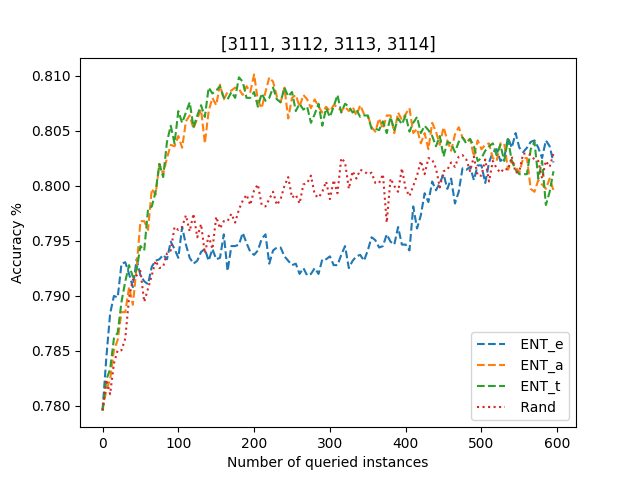 [3111, 3112, 3113, 3114]
Accuracy %
0.810
0.805
0.800
0.795
0.790
0.785
0.780
ENT_e
ENT_a
ENT_t
Rand
0 100 200 300 400 500 600
Number of queried instances